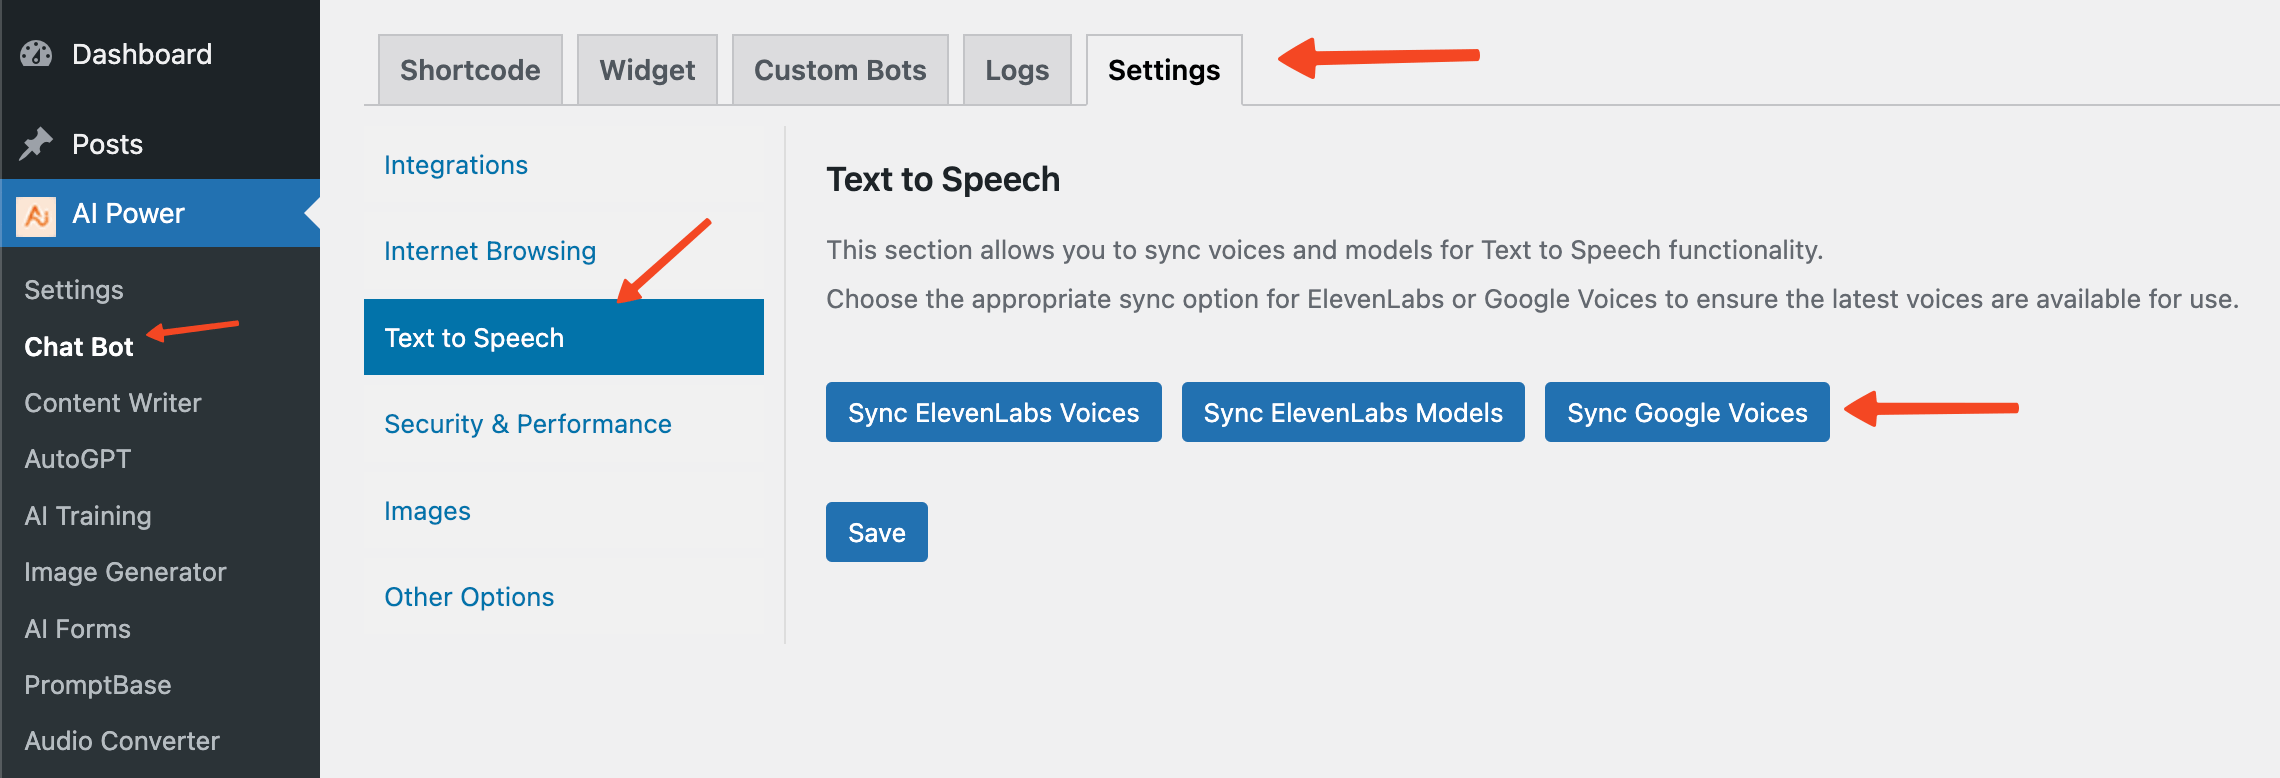 Dashboard
Posts
AI Power
Settings
Chat Bot
Content Writer
AutoGPT
AI Training
Image Generator
AI Forms
PromptBase
Audio Converter
Shortcode
Widget
Custom Bots
Logs
Settings
Integrations
Internet Browsing
Text to Speech
Security & Performance
Images
Other Options
Text to Speech
This section allows you to sync voices and models for Text to Speech functionality.
Choose the appropriate sync option for ElevenLabs or Google Voices to ensure the latest voices are available for use.
Sync ElevenLabs Voices
Sync ElevenLabs Models
Sync Google Voices
Save